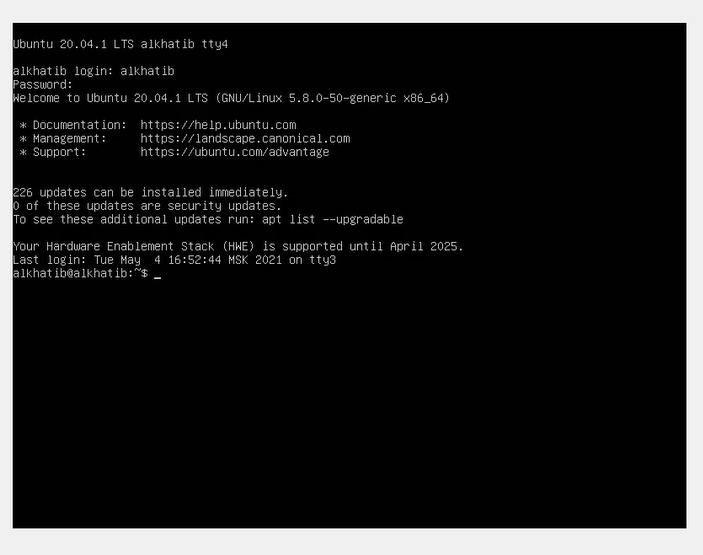 Ubuntu 20.04.1 LTS alkhatib tty4
alkhatib login: alkhatib
Password:
Welcome to Ubuntu 20.04.1 LTS (GNU/Linux 5.8.0-50-generic x86_64)
* Documentation:  https://help.ubuntu.com
* Management:     https://landscape.canonical.com
* Support:        https://ubuntu.com/advantage
226 updates can be installed immediately.
0 of these updates are security updates.
To see these additional updates run: apt list --upgradable
Your Hardware Enablement Stack (HWE) is supported until April 2025.
Last login: Tue May  4 16:52:44 MSK 2021 on tty3
alkhatib@alkhatib:~$ _